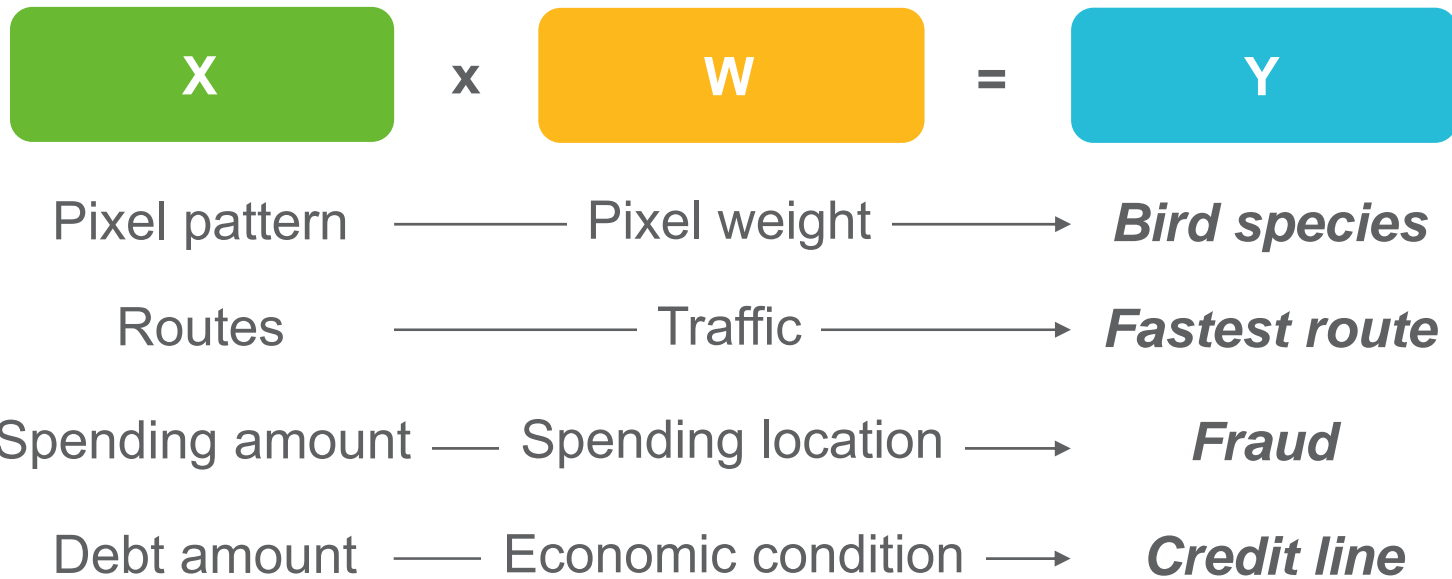 X x W = Y
Pixel pattern Pixel weight Bird species
Routes Traffic Fastest route
Spending amount Spending location Fraud
Debt amount Economic condition Credit line